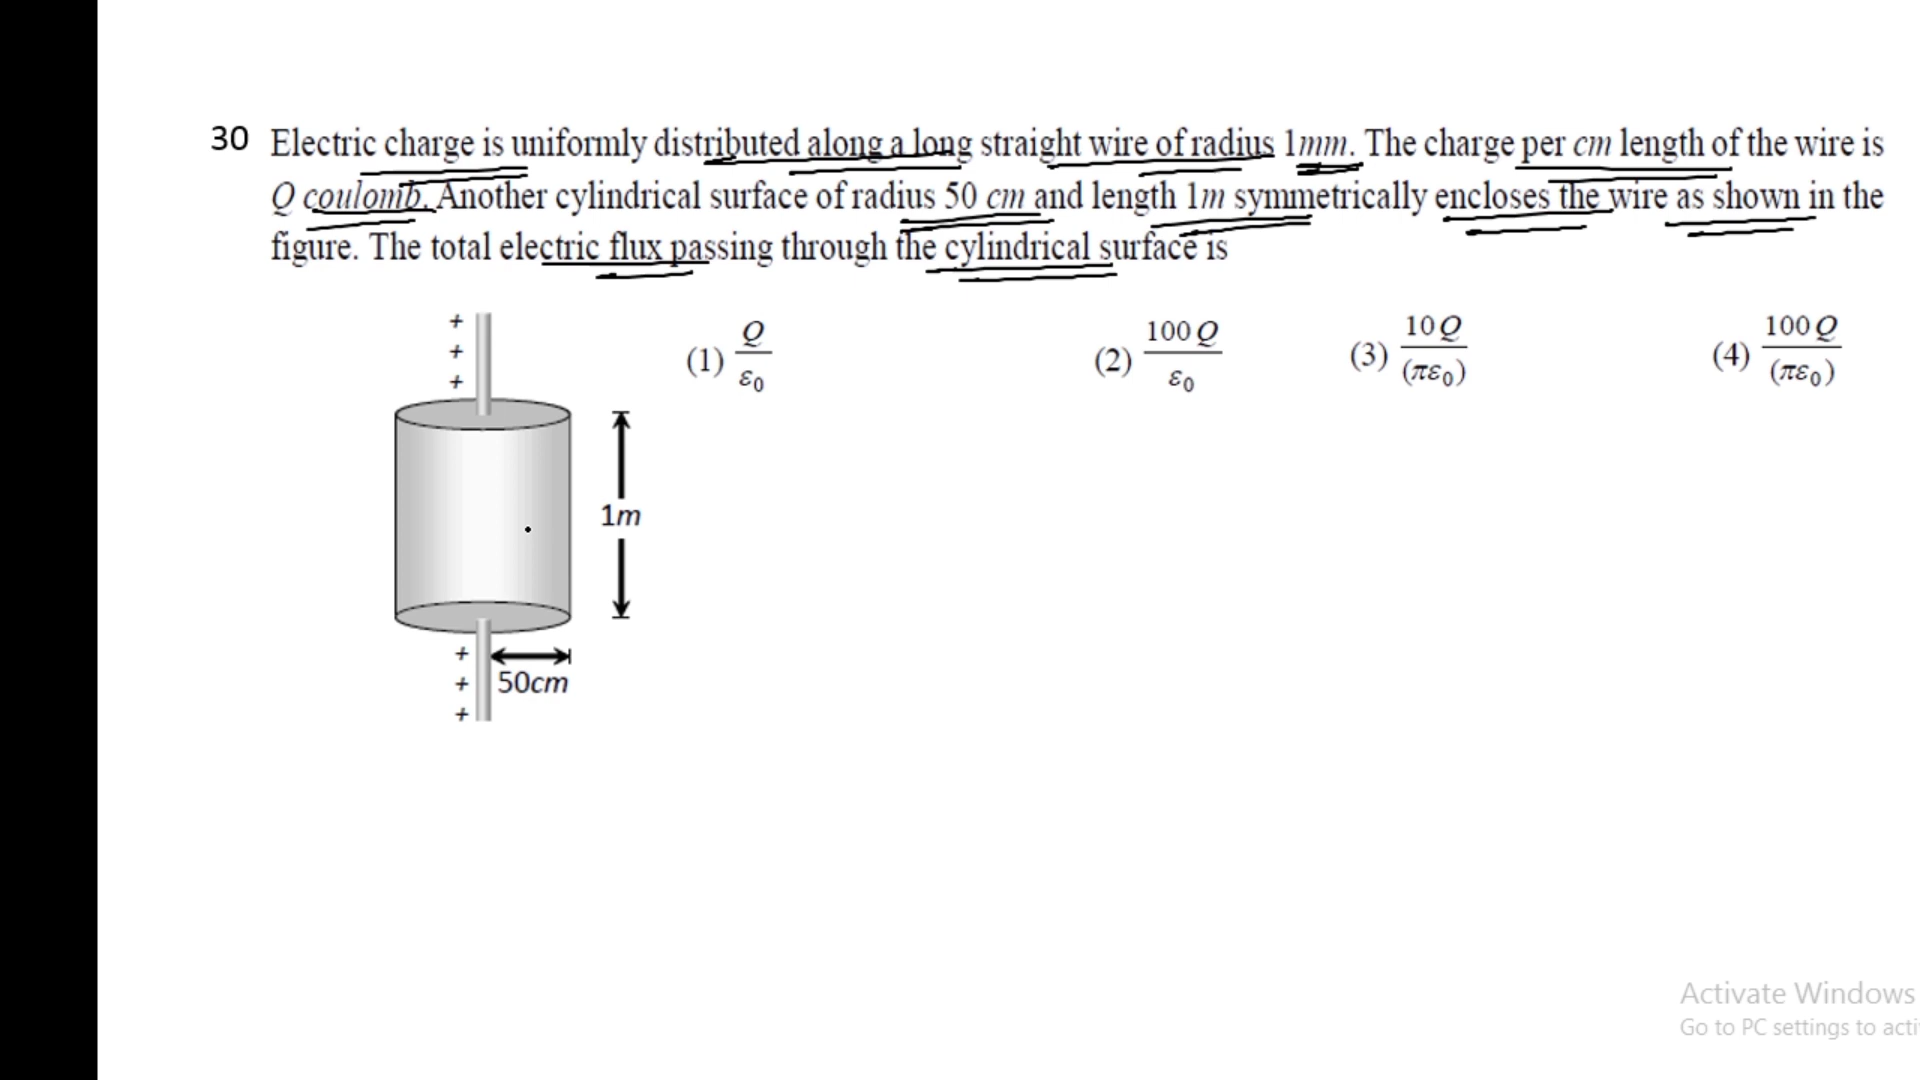 30 Electric charge is uniformly distributed along a long straight wire of radius 1mm. The charge per cm length of the wire is
Q coulomb. Another cylindrical surface of radius 50 cm and length 1m symmetrically encloses the wire as shown in the
figure. The total electric flux passing through the cylindrical surface is
(1) Q/ε₀ (2) 100 Q/ε₀ (3) 10 Q/(πε₀) (4) 100 Q/(πε₀)
+
+
+
1m
+
+ 50cm
+
Activate Windows
Go to PC settings to acti